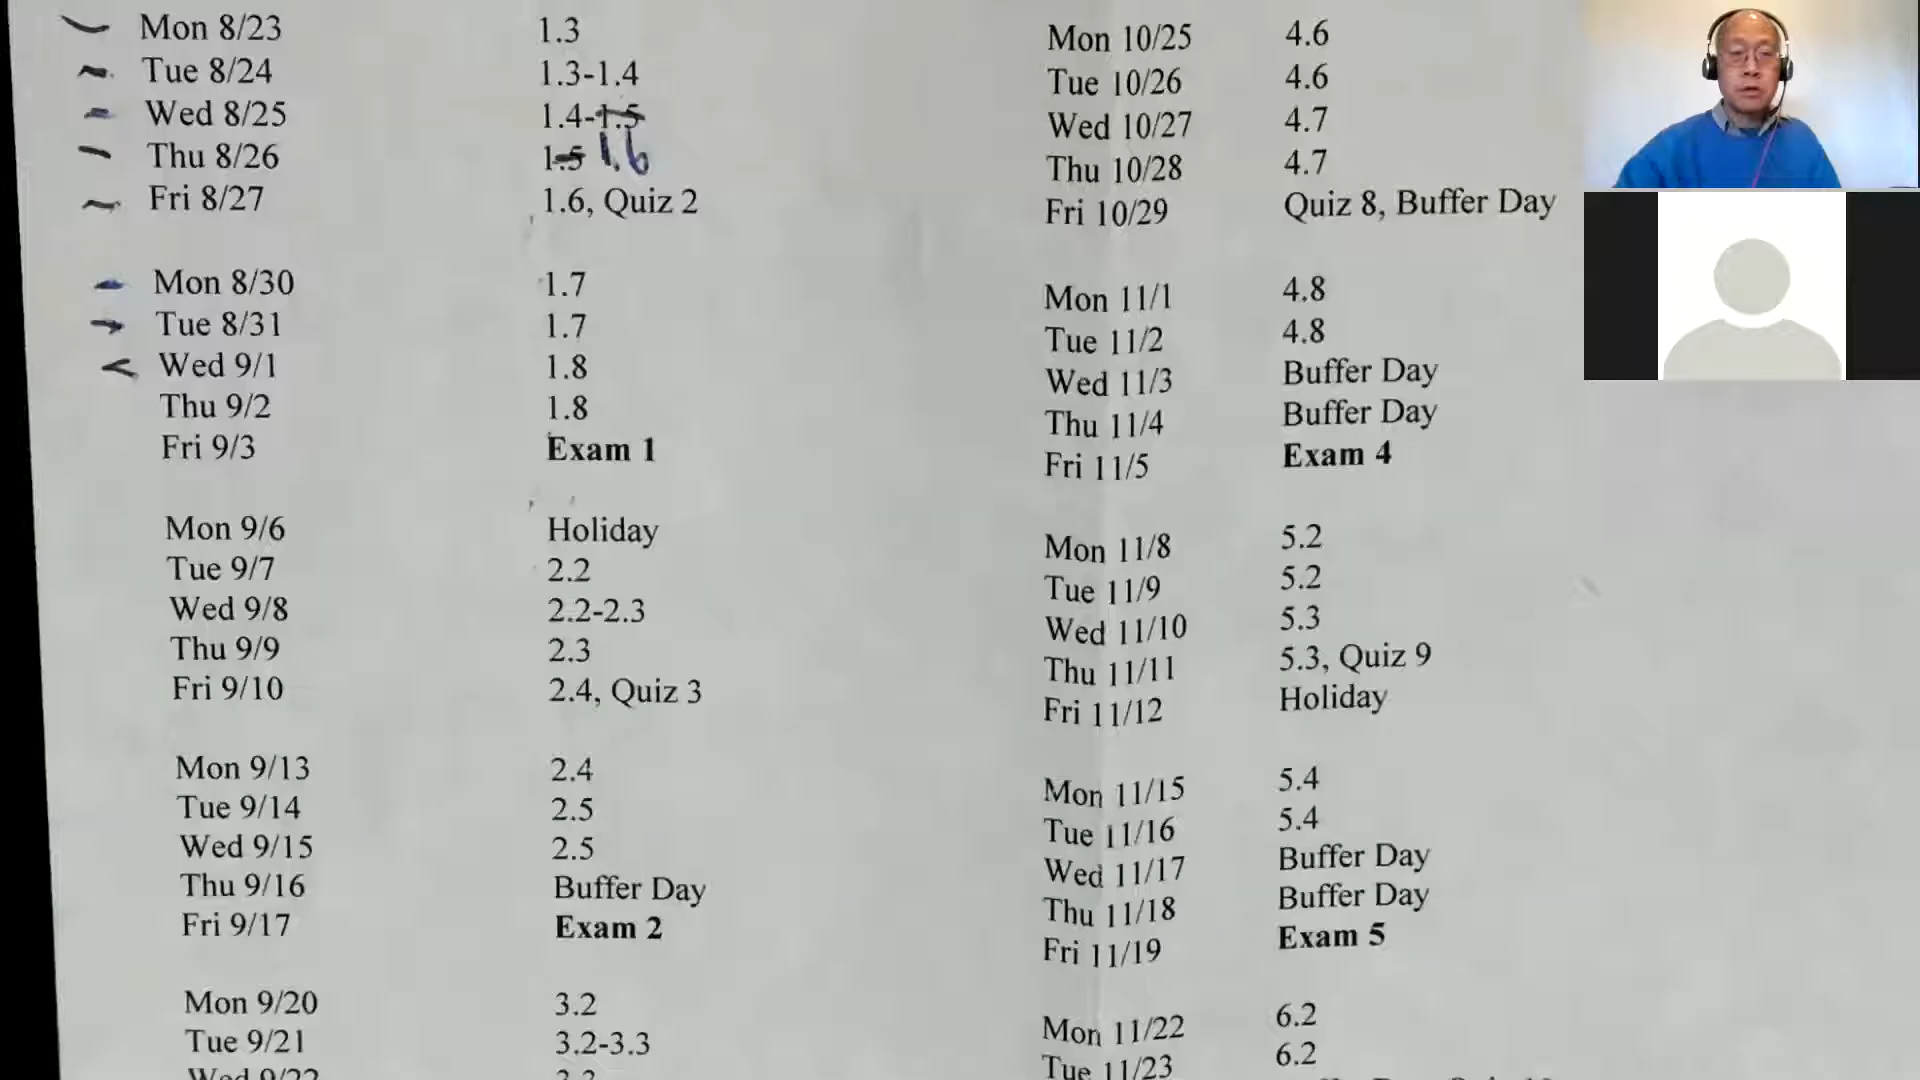 Mon 8/23 1.3
Tue 8/24 1.3-1.4
Wed 8/25 1.4-1.5
Thu 8/26 1.5 1.6
Fri 8/27 1.6, Quiz 2
Mon 8/30 1.7
Tue 8/31 1.7
Wed 9/1 1.8
Thu 9/2 1.8
Fri 9/3 Exam 1
Mon 9/6 Holiday
Tue 9/7 2.2
Wed 9/8 2.2-2.3
Thu 9/9 2.3
Fri 9/10 2.4, Quiz 3
Mon 9/13 2.4
Tue 9/14 2.5
Wed 9/15 2.5
Thu 9/16 Buffer Day
Fri 9/17 Exam 2
Mon 9/20 3.2
Tue 9/21 3.2-3.3
Mon 10/25 4.6
Tue 10/26 4.6
Wed 10/27 4.7
Thu 10/28 4.7
Fri 10/29 Quiz 8, Buffer Day
Mon 11/1 4.8
Tue 11/2 4.8
Wed 11/3 Buffer Day
Thu 11/4 Buffer Day
Fri 11/5 Exam 4
Mon 11/8 5.2
Tue 11/9 5.2
Wed 11/10 5.3
Thu 11/11 5.3, Quiz 9
Fri 11/12 Holiday
Mon 11/15 5.4
Tue 11/16 5.4
Wed 11/17 Buffer Day
Thu 11/18 Buffer Day
Fri 11/19 Exam 5
Mon 11/22 6.2
Tue 11/23 6.2